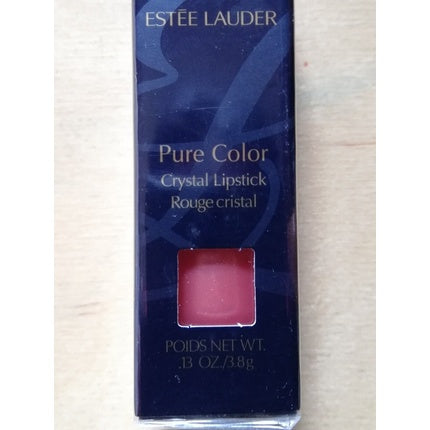 ESTĒE LAUDER
Pure Color
Crystal Lipstick
Rouge cristal
POIDS NET WT.
.13 OZ./3.8g